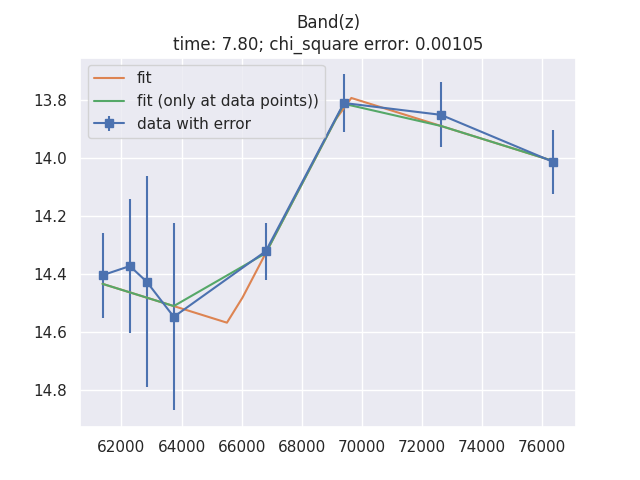 Band(z)
time: 7.80; chi_square error: 0.00105
fit
fit (only at data points))
data with error
13.8
14.0
14.2
14.4
14.6
14.8
62000 64000 66000 68000 70000 72000 74000 76000